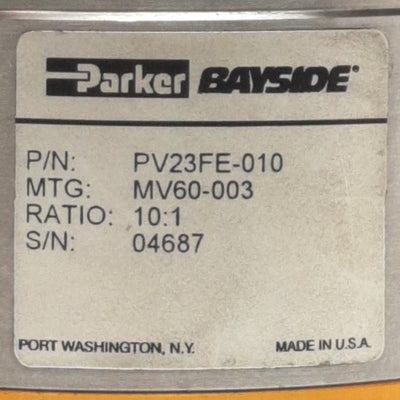 Parker BAYSIDE®
P/N: PV23FE-010
MTG: MV60-003
RATIO: 10:1
S/N: 04687
PORT WASHINGTON, N.Y. MADE IN U.S.A.